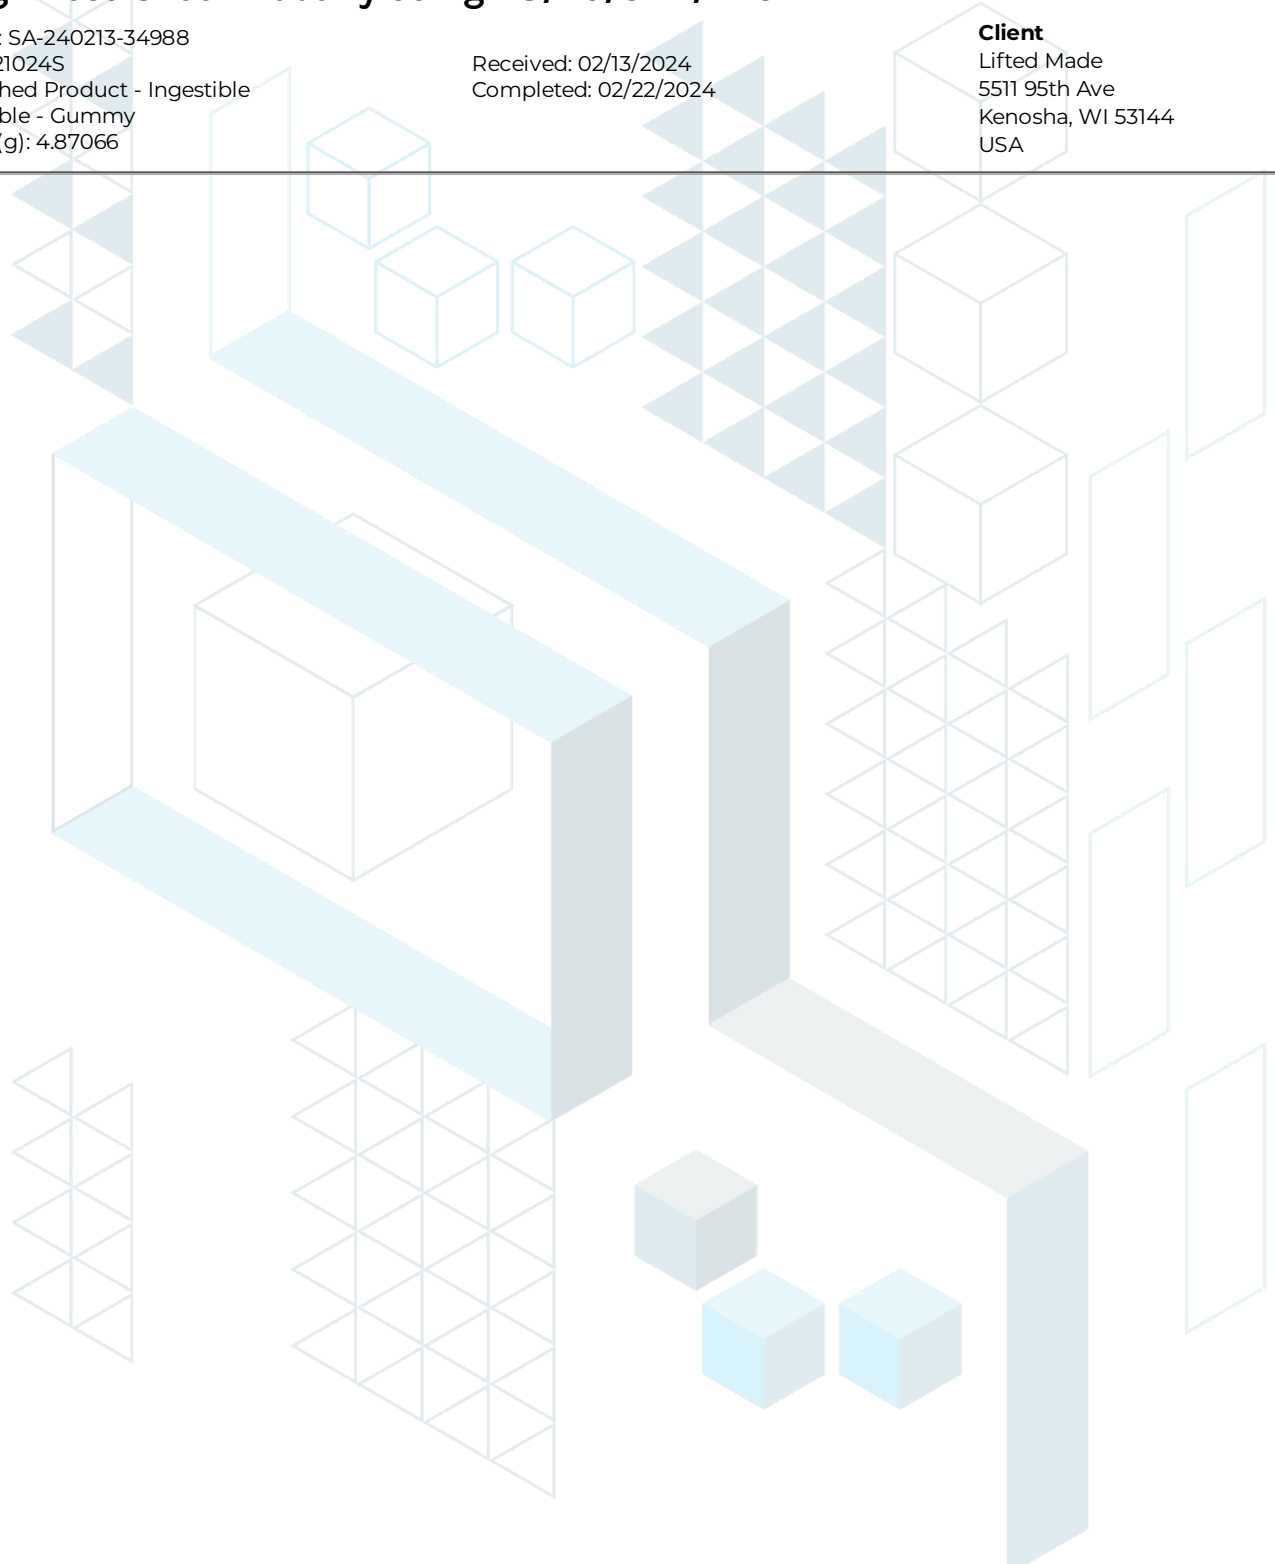 : SA-240213-34988
21024S
hed Product - Ingestible
ble - Gummy
(g): 4.87066
Received: 02/13/2024
Completed: 02/22/2024
Client
Lifted Made
5511 95th Ave
Kenosha, WI 53144
USA